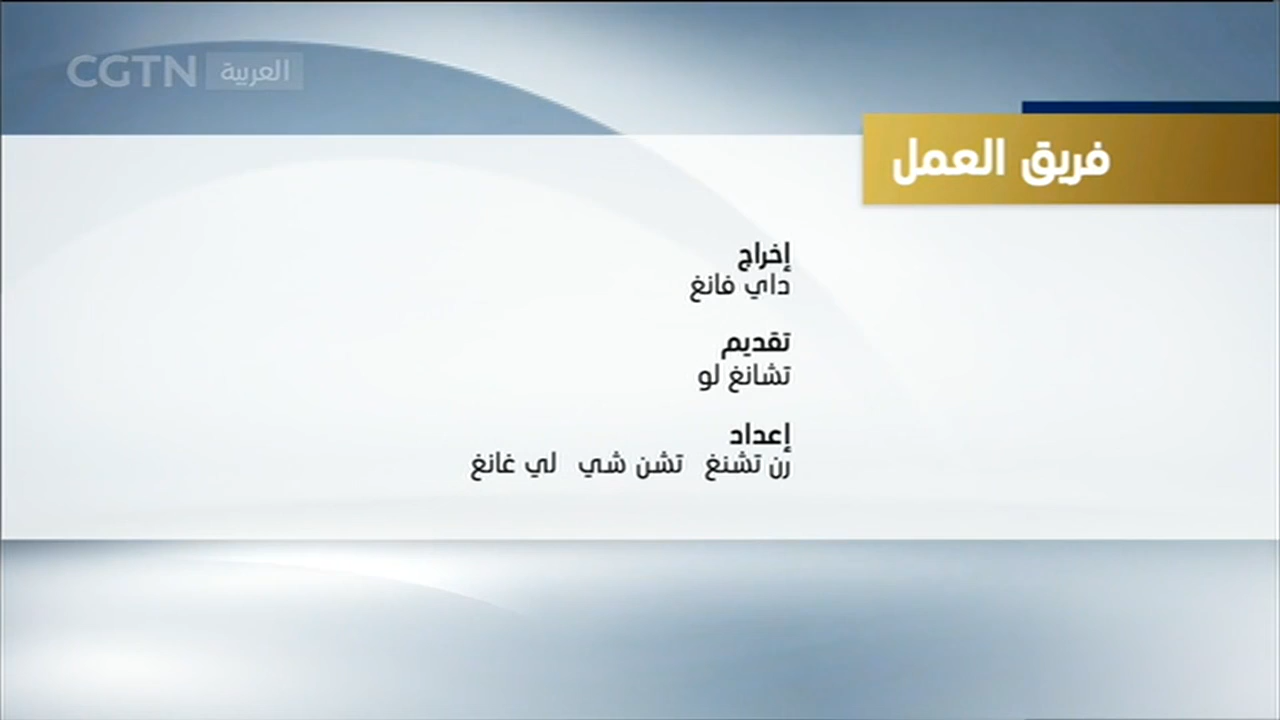 CGTN العربية
فريق العمل
إخراج
داي فانغ
تقديم
تشانغ لو
إعداد
رن تشنغ تشن شي لي غانغ